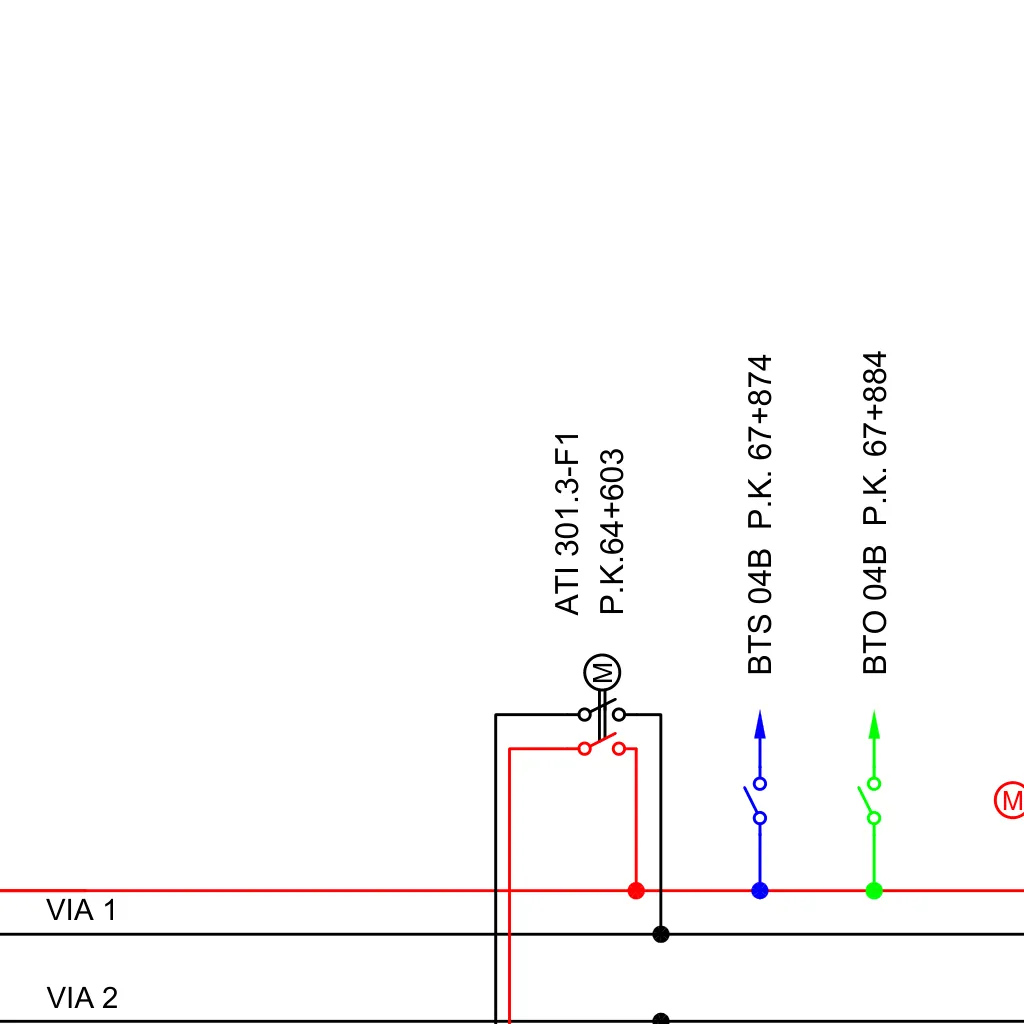 ATI 301.3-F1
P.K.64+603
BTS 04B  P.K. 67+874
BTO 04B  P.K. 67+884
M
M
VIA 1
VIA 2